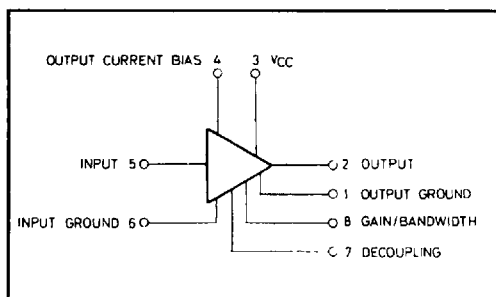 OUTPUT CURRENT BIAS 4 3 VCC
INPUT 5
2 OUTPUT
1 OUTPUT GROUND
INPUT GROUND 6
8 GAIN/BANDWIDTH
7 DECOUPLING